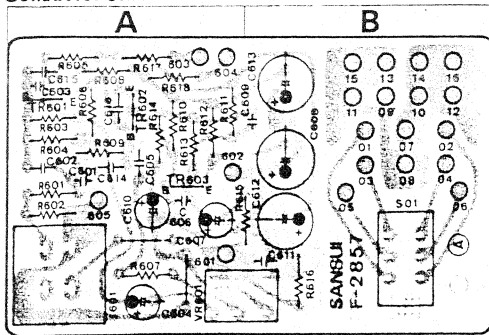 A B
R606 R617 603 604 C613
C615 R605 R618
C603 R608 C616 R614 R610 R612 R611 C609 C608
TR601 E TR602 E
R603 B R613
R604 R609 C605
C602 C601 C614 602
R601 TR603
R602 B E R615 C612
605 C610 606 C
C607
R607 601 C611
C604 VR601 R616
15 13 14 16
11 09 10 12
01 07 02
03 08 04
05 S01 06
SANSUI
F-2857
A